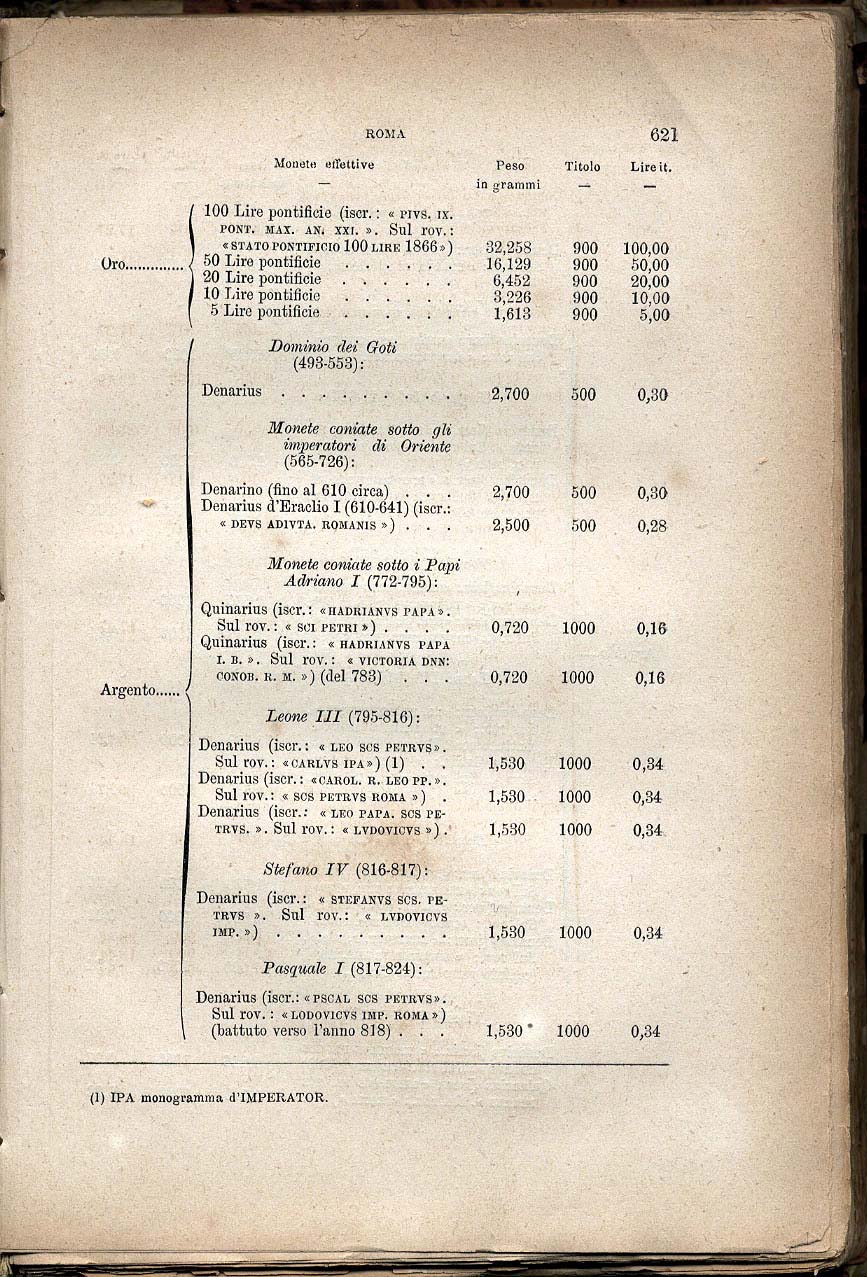 ROMA 621
Monete effettive Peso Titolo Lire it.
— in grammi — —
100 Lire pontificie (iscr.: « PIVS. IX.
PONT. MAX. AN. XXI. ». Sul rov.:
« STATO PONTIFICIO 100 LIRE 1866 ») 32,258 900 100,00
Oro.............. 50 Lire pontificie . . . . . . 16,129 900 50,00
20 Lire pontificie . . . . . . 6,452 900 20,00
10 Lire pontificie . . . . . . 3,226 900 10,00
5 Lire pontificie . . . . . . 1,613 900 5,00
Dominio dei Goti
(493-553):
Denarius . . . . . . . . . 2,700 500 0,30
Monete coniate sotto gli
imperatori di Oriente
(565-726):
Denarino (fino al 610 circa) . . . 2,700 500 0,30
Denarius d'Eraclio I (610-641) (iscr.:
« DEVS ADIVTA. ROMANIS ») . . . 2,500 500 0,28
Monete coniate sotto i Papi
Adriano I (772-795):
Quinarius (iscr.: « HADRIANVS PAPA ».
Sul rov.: « SCI PETRI ») . . . . 0,720 1000 0,16
Quinarius (iscr.: « HADRIANVS PAPA
I. B. ». Sul rov.: « VICTORIA DNN:
CONOB. R. M. ») (del 783) . . . 0,720 1000 0,16
Argento......
Leone III (795-816):
Denarius (iscr.: « LEO SCS PETRVS ».
Sul rov.: « CARLVS IPA ») (1) . . 1,530 1000 0,34
Denarius (iscr.: « CAROL. R. LEO PP. ».
Sul rov.: « SCS PETRVS ROMA ») . 1,530 1000 0,34
Denarius (iscr.: « LEO PAPA. SCS PE-
TRVS. ». Sul rov.: « LVDOVICVS ») . 1,530 1000 0,34
Stefano IV (816-817):
Denarius (iscr.: « STEFANVS SCS. PE-
TRVS ». Sul rov.: « LVDOVICVS
IMP. ») . . . . . . . . . 1,530 1000 0,34
Pasquale I (817-824):
Denarius (iscr.: « PSCAL SCS PETRVS ».
Sul rov.: « LODOVICVS IMP. ROMA »)
(battuto verso l'anno 818) . . . 1,530 1000 0,34
(1) IPA monogramma d'IMPERATOR.